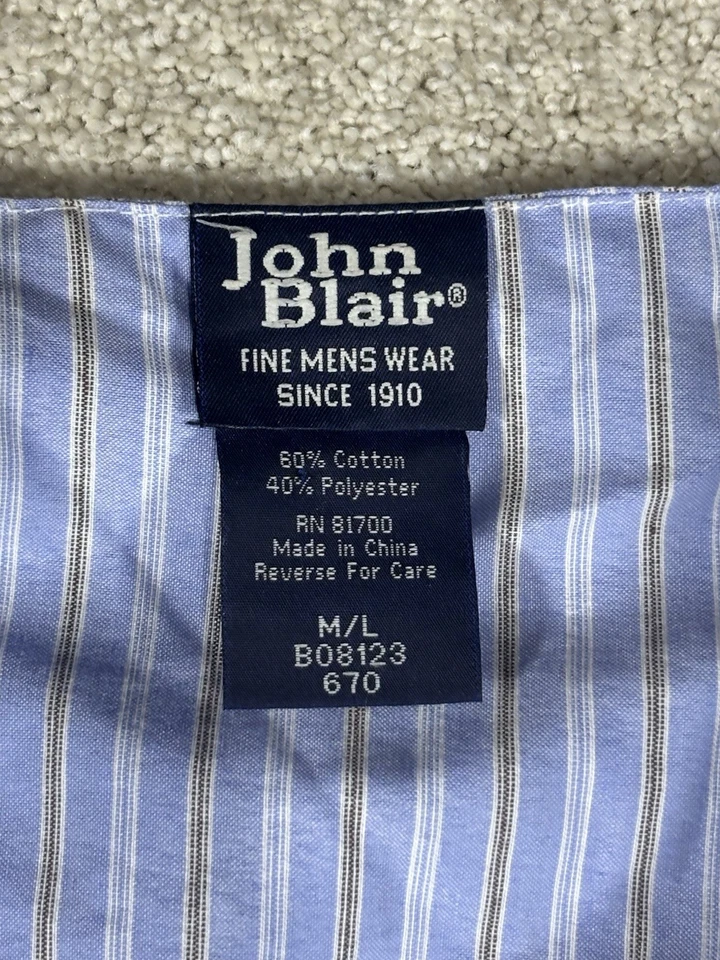 John
Blair®
FINE MENS WEAR
SINCE 1910
60% Cotton
40% Polyester
RN 81700
Made in China
Reverse For Care
M/L
B08123
670